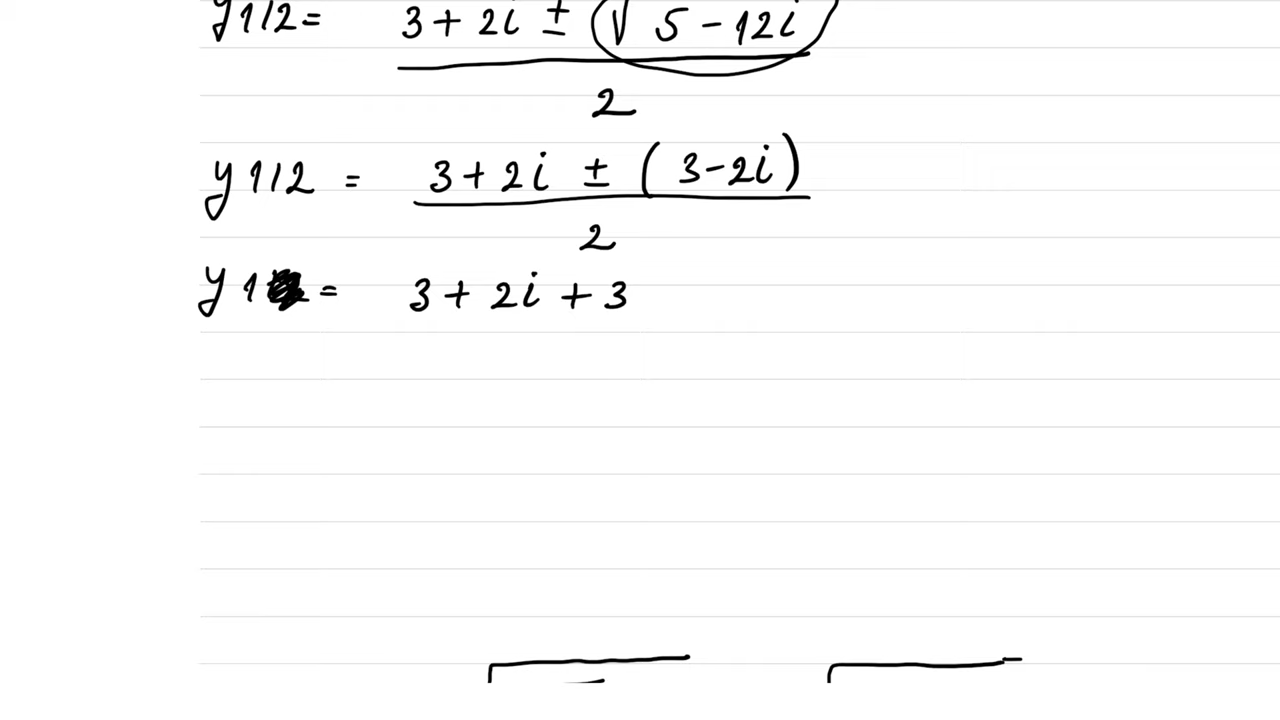 y1/2 = 3 + 2i ± √5 - 12i
2
y1/2 = 3 + 2i ± (3 - 2i)
2
y1 = 3 + 2i + 3